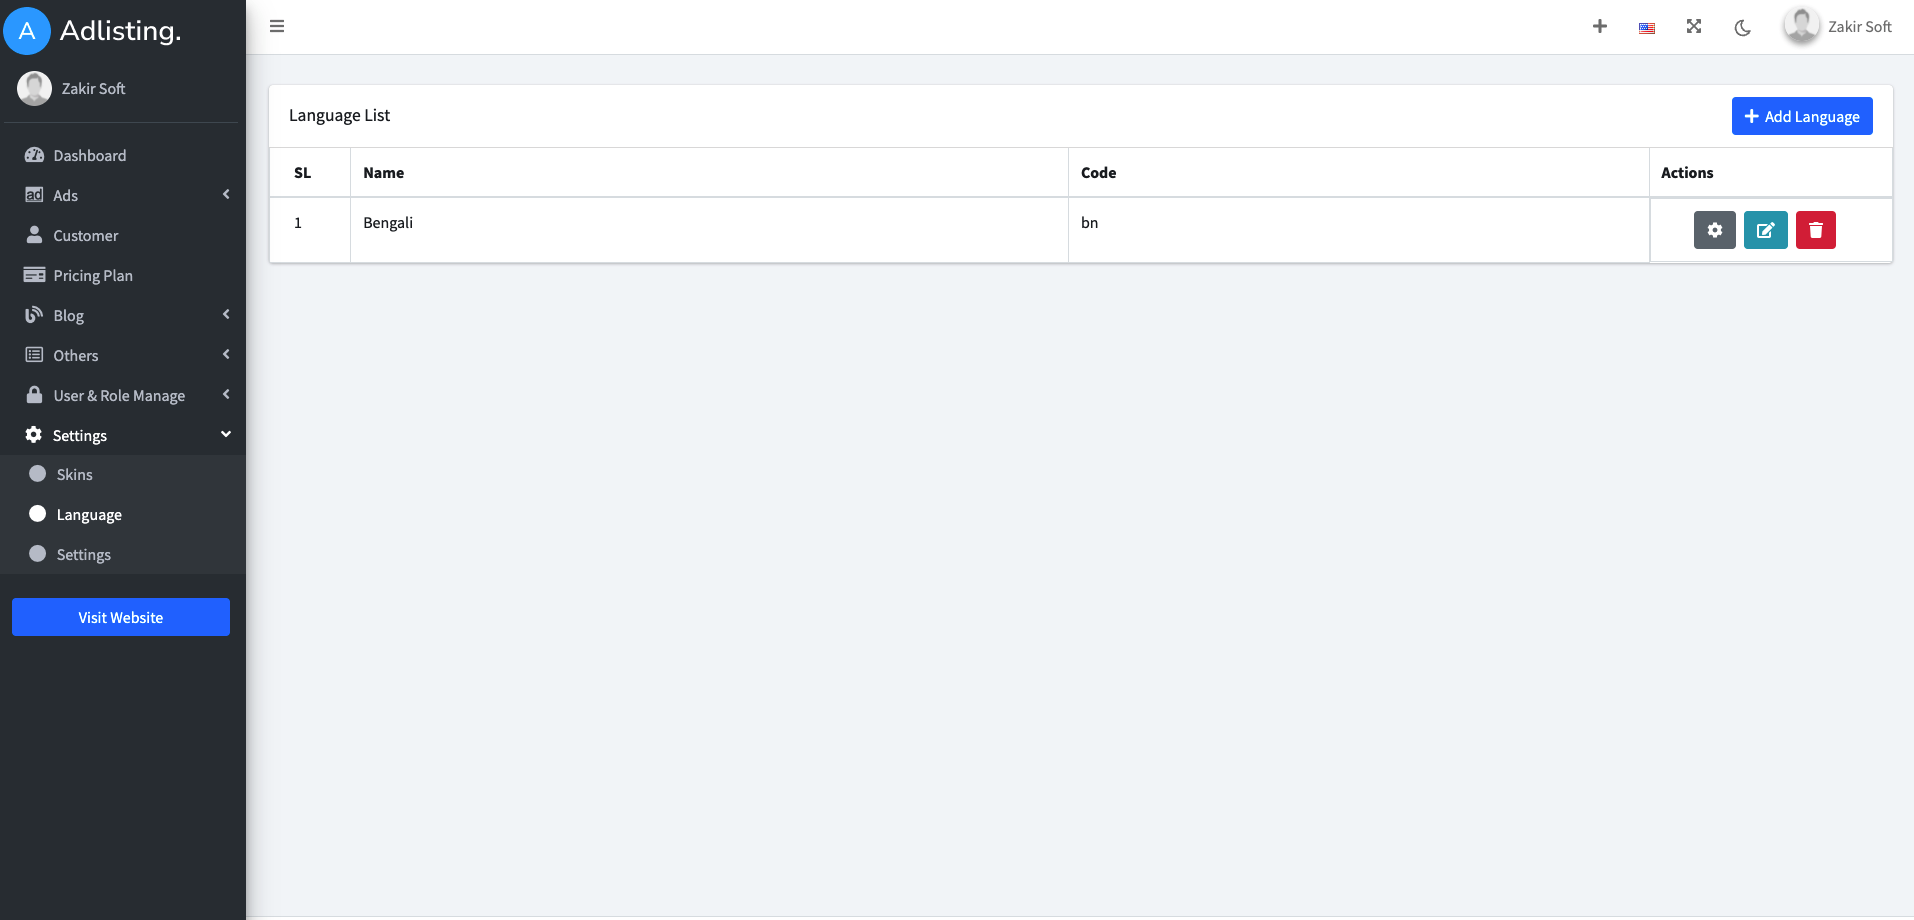 A Adlisting.
Zakir Soft
Dashboard
ad Ads
Customer
Pricing Plan
Blog
Others
User & Role Manage
Settings
Skins
Language
Settings
Visit Website
Zakir Soft
Language List
Add Language
SL Name Code Actions
1 Bengali bn